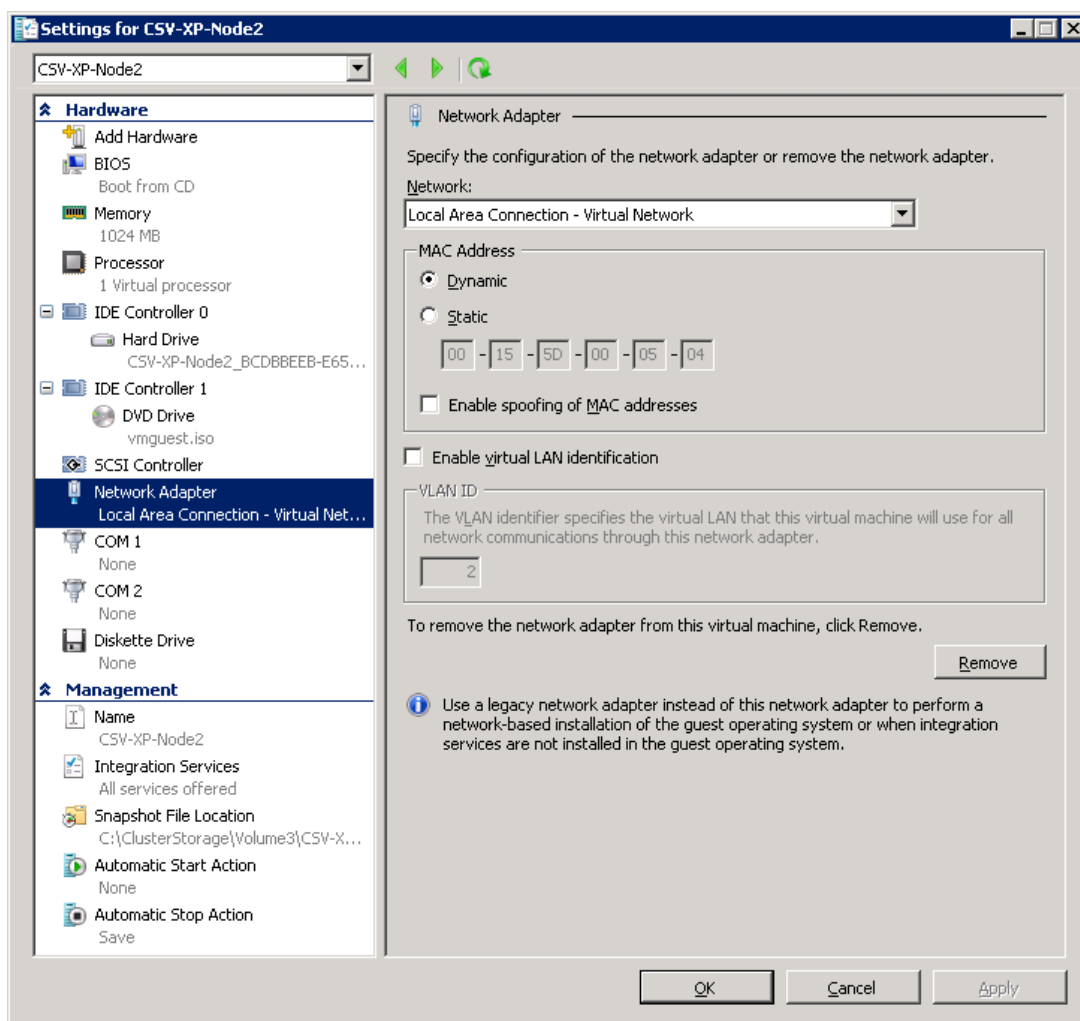 Settings for CSV-XP-Node2
CSV-XP-Node2
Hardware
Add Hardware
BIOS
Boot from CD
Memory
1024 MB
Processor
1 Virtual processor
IDE Controller 0
Hard Drive
CSV-XP-Node2_BCDBBEEB-E65...
IDE Controller 1
DVD Drive
vmguest.iso
SCSI Controller
Network Adapter
Local Area Connection - Virtual Net...
COM 1
None
COM 2
None
Diskette Drive
None
Management
Name
CSV-XP-Node2
Integration Services
All services offered
Snapshot File Location
C:\ClusterStorage\Volume3\CSV-X...
Automatic Start Action
None
Automatic Stop Action
Save
Network Adapter
Specify the configuration of the network adapter or remove the network adapter.
Network:
Local Area Connection - Virtual Network
MAC Address
Dynamic
Static
00 - 15 - 5D - 00 - 05 - 04
Enable spoofing of MAC addresses
Enable virtual LAN identification
VLAN ID
The VLAN identifier specifies the virtual LAN that this virtual machine will use for all
network communications through this network adapter.
2
To remove the network adapter from this virtual machine, click Remove.
Remove
Use a legacy network adapter instead of this network adapter to perform a
network-based installation of the guest operating system or when integration
services are not installed in the guest operating system.
OK
Cancel
Apply